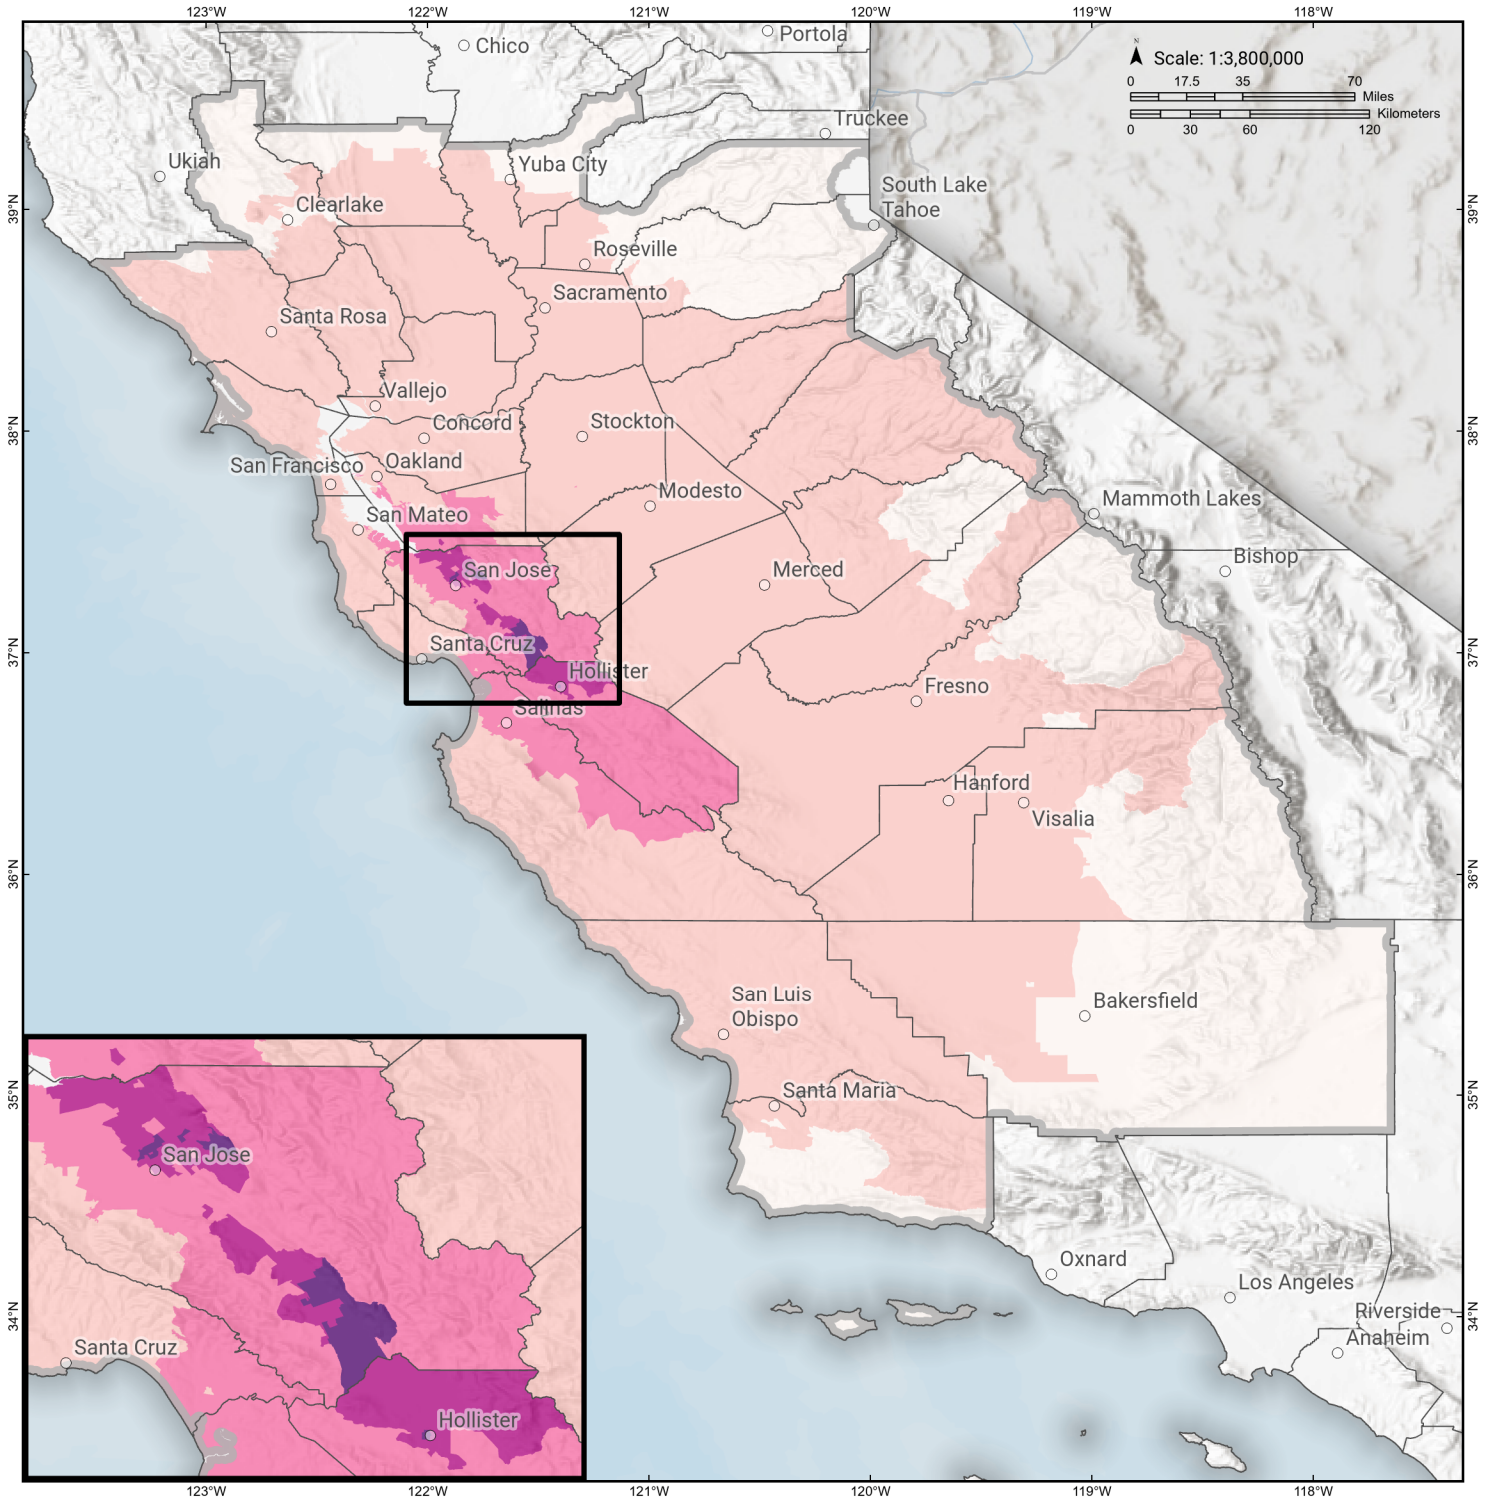 123°W 122°W 121°W 120°W 119°W 118°W
Chico
Portola
N
Scale: 1:3,800,000
0 17.5 35 70
Miles
Kilometers
0 30 60 120
Truckee
Ukiah
Yuba City
South Lake
Tahoe
Clearlake
39°N
39°N
Roseville
Sacramento
Santa Rosa
Vallejo
Concord
Stockton
38°N
38°N
San Francisco
Oakland
Modesto
Mammoth Lakes
San Mateo
Bishop
San Jose
Merced
Santa Cruz
37°N
37°N
Hollister
Fresno
Salinas
Hanford
Visalia
36°N
36°N
San Luis
Obispo
Bakersfield
35°N
35°N
Santa Maria
San Jose
Oxnard
Los Angeles
34°N
34°N
Riverside
Anaheim
Santa Cruz
Hollister
123°W 122°W 121°W 120°W 119°W 118°W